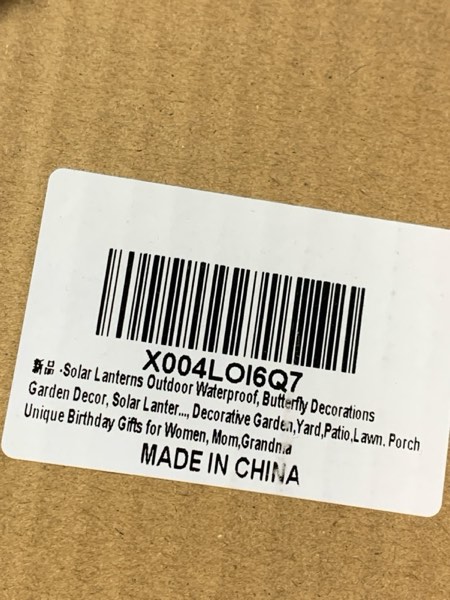 X004LOI6Q7
新品 -Solar Lanterns Outdoor Waterproof, Butterfly Decorations
Garden Decor, Solar Lanter..., Decorative Garden,Yard,Patio,Lawn, Porch
Unique Birthday Gifts for Women, Mom,Grandma
MADE IN CHINA